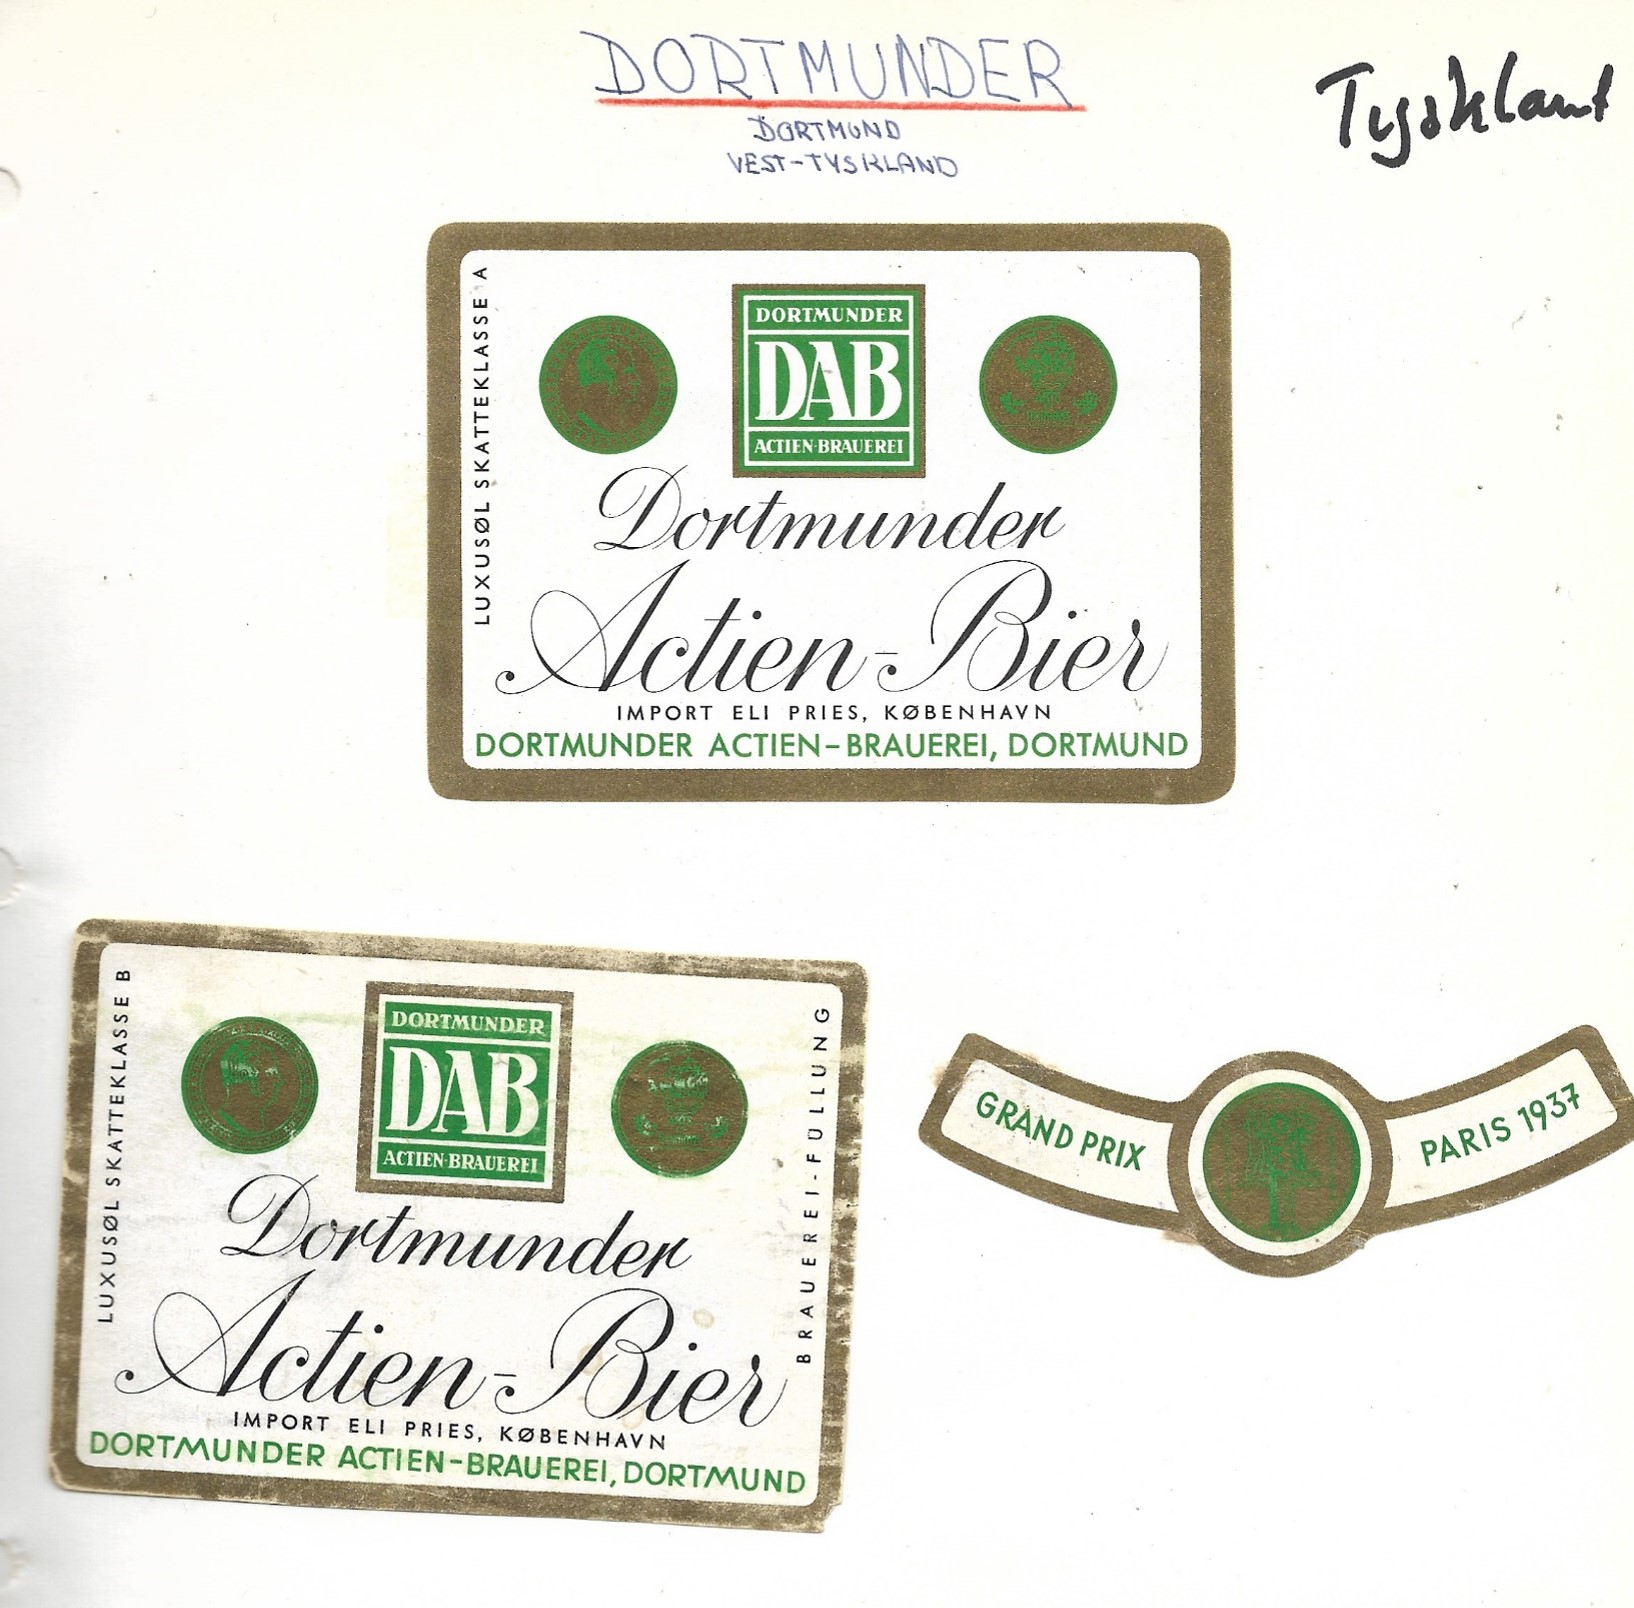 DORTMUNDER
DORTMUND
VEST-TYSKLAND
Tyskland
LUXUSØL SKATTEKLASSE A
DORTMUNDER
DAB
ACTIEN-BRAUEREI
Dortmunder
Actien-Bier
IMPORT ELI PRIES, KØBENHAVN
DORTMUNDER ACTIEN-BRAUEREI, DORTMUND
LUXUSØL SKATTEKLASSE B
DORTMUNDER
DAB
ACTIEN-BRAUEREI
Dortmunder
Actien-Bier
IMPORT ELI PRIES, KØBENHAVN
DORTMUNDER ACTIEN-BRAUEREI, DORTMUND
BRAUEREI-FÜLLUNG
GRAND PRIX
PARIS 1937